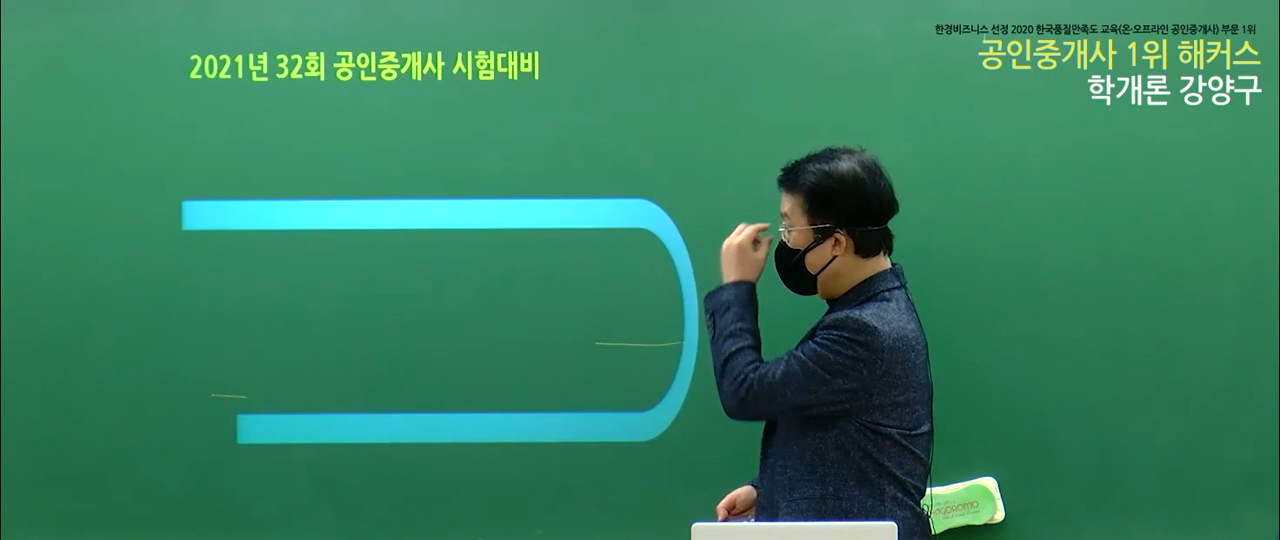 한경비즈니스 선정 2020 한국품질만족도 교육(온·오프라인 공인중개사) 부문 1위
공인중개사 1위 해커스
학개론 강양구
2021년 32회 공인중개사 시험대비
HAGOROMO